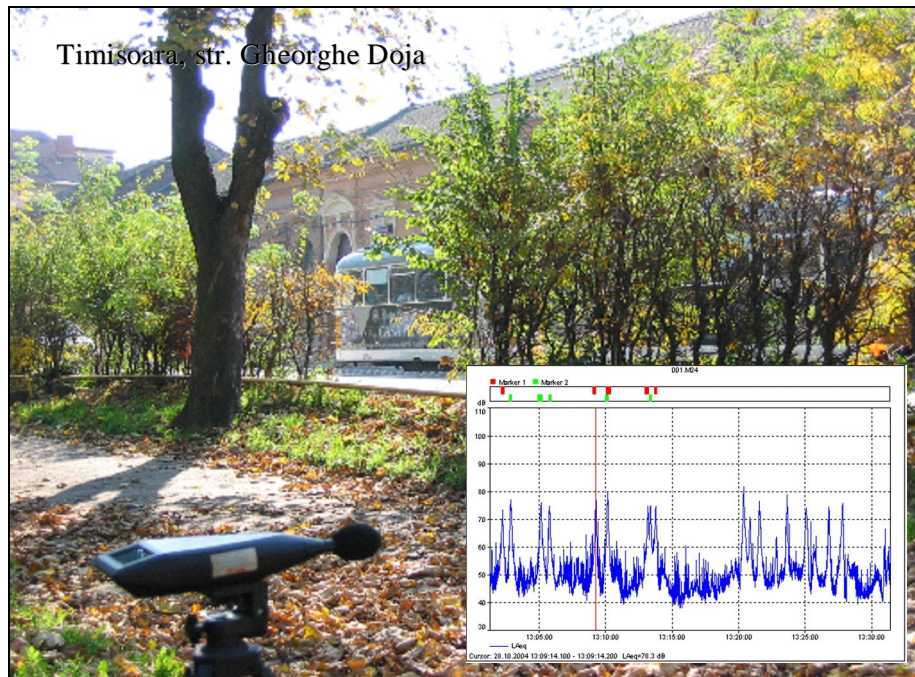 Timisoara, str. Gheorghe Doja
001.M24
Marker 1 Marker 2
dB
110
100
90
80
70
60
50
40
30
13:05:00 13:10:00 13:15:00 13:20:00 13:25:00 13:30:00
LAeq
Cursor: 28.10.2004 13:09:14.100 - 13:09:14.200 LAeq=78.3 dB